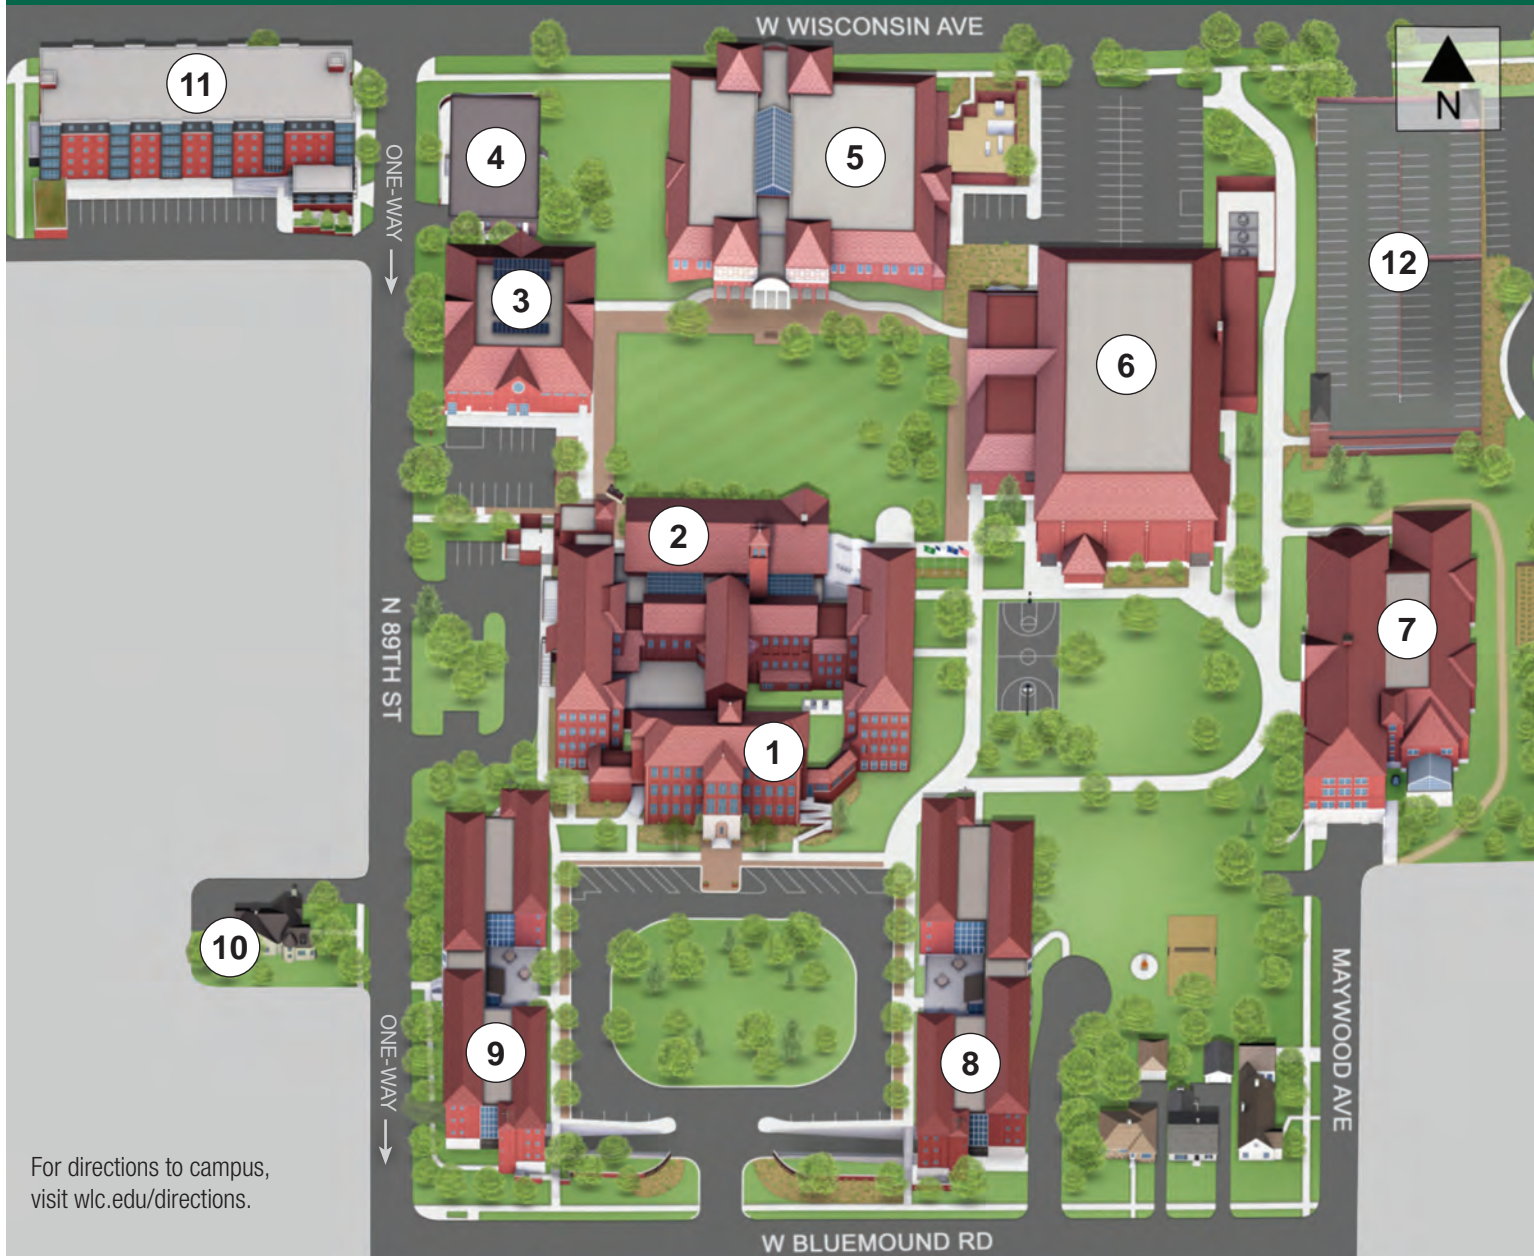 W WISCONSIN AVE
N
11
4
5
ONE-WAY
12
3
6
2
N 89TH ST
7
1
10
MAYWOOD AVE
ONE-WAY
9
8
For directions to campus,
visit wlc.edu/directions.
W BLUEMOUND RD